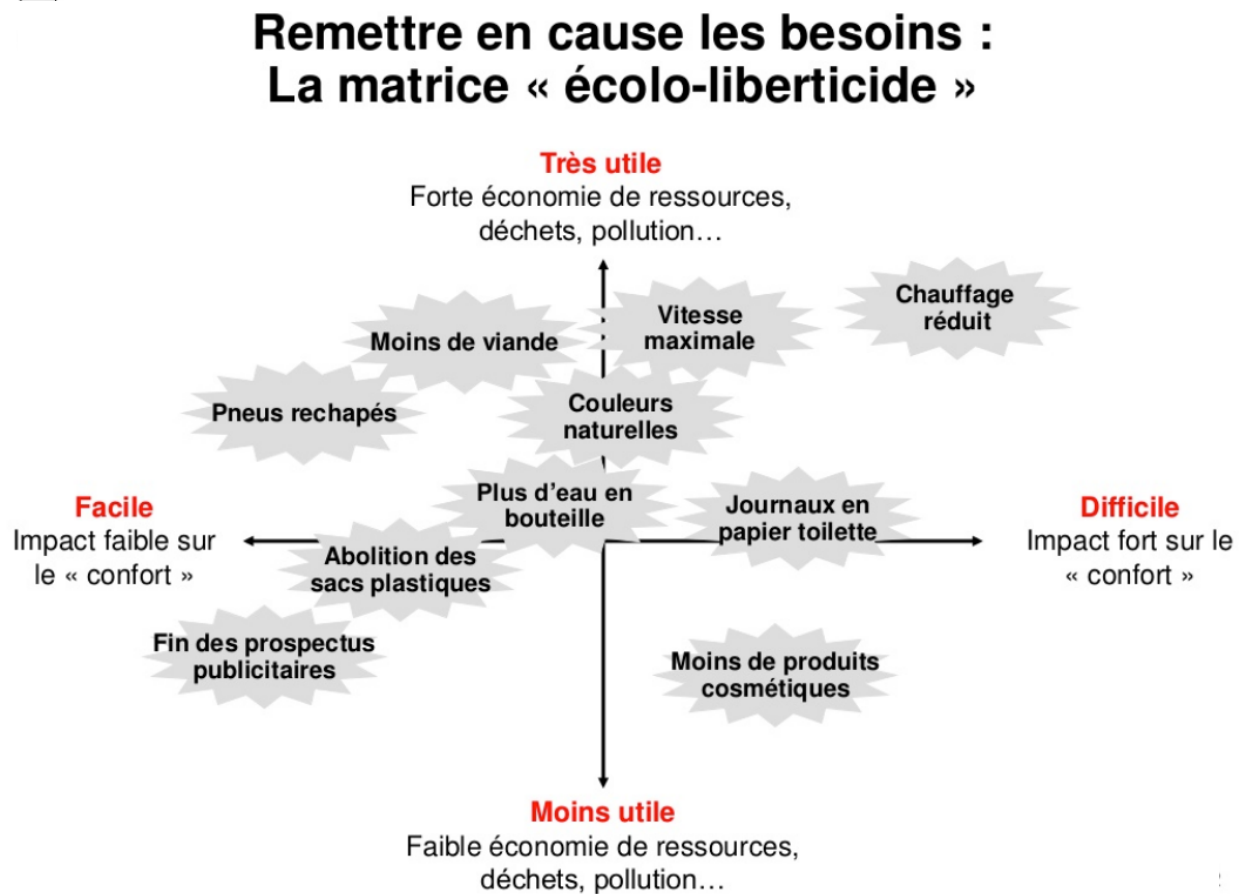 Remettre en cause les besoins :
La matrice « écolo-liberticide »
Très utile
Forte économie de ressources,
déchets, pollution…
Chauffage
réduit
Vitesse
maximale
Moins de viande
Pneus rechapés
Couleurs
naturelles
Plus d’eau en
bouteille
Journaux en
papier toilette
Facile
Impact faible sur
le « confort »
Difficile
Impact fort sur le
« confort »
Abolition des
sacs plastiques
Fin des prospectus
publicitaires
Moins de produits
cosmétiques
Moins utile
Faible économie de ressources,
déchets, pollution…